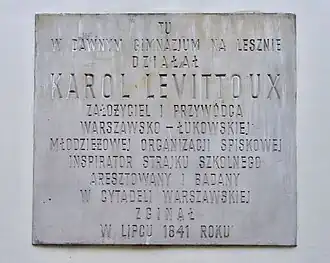 TU
W DAWNYM GIMNAZJUM NA LESZNIE
DZIAŁAŁ
KAROL LEVITTOUX
ZAŁOŻYCIEL I PRZYWÓDCA
WARSZAWSKO-ŁUKOWSKIEJ
MŁODZIEŻOWEJ ORGANIZACJI SPISKOWEJ
INSPIRATOR STRAJKU SZKOLNEGO
ARESZTOWANY I BADANY
W CYTADELI WARSZAWSKIEJ
ZGINĄŁ
W LIPCU 1841 ROKU